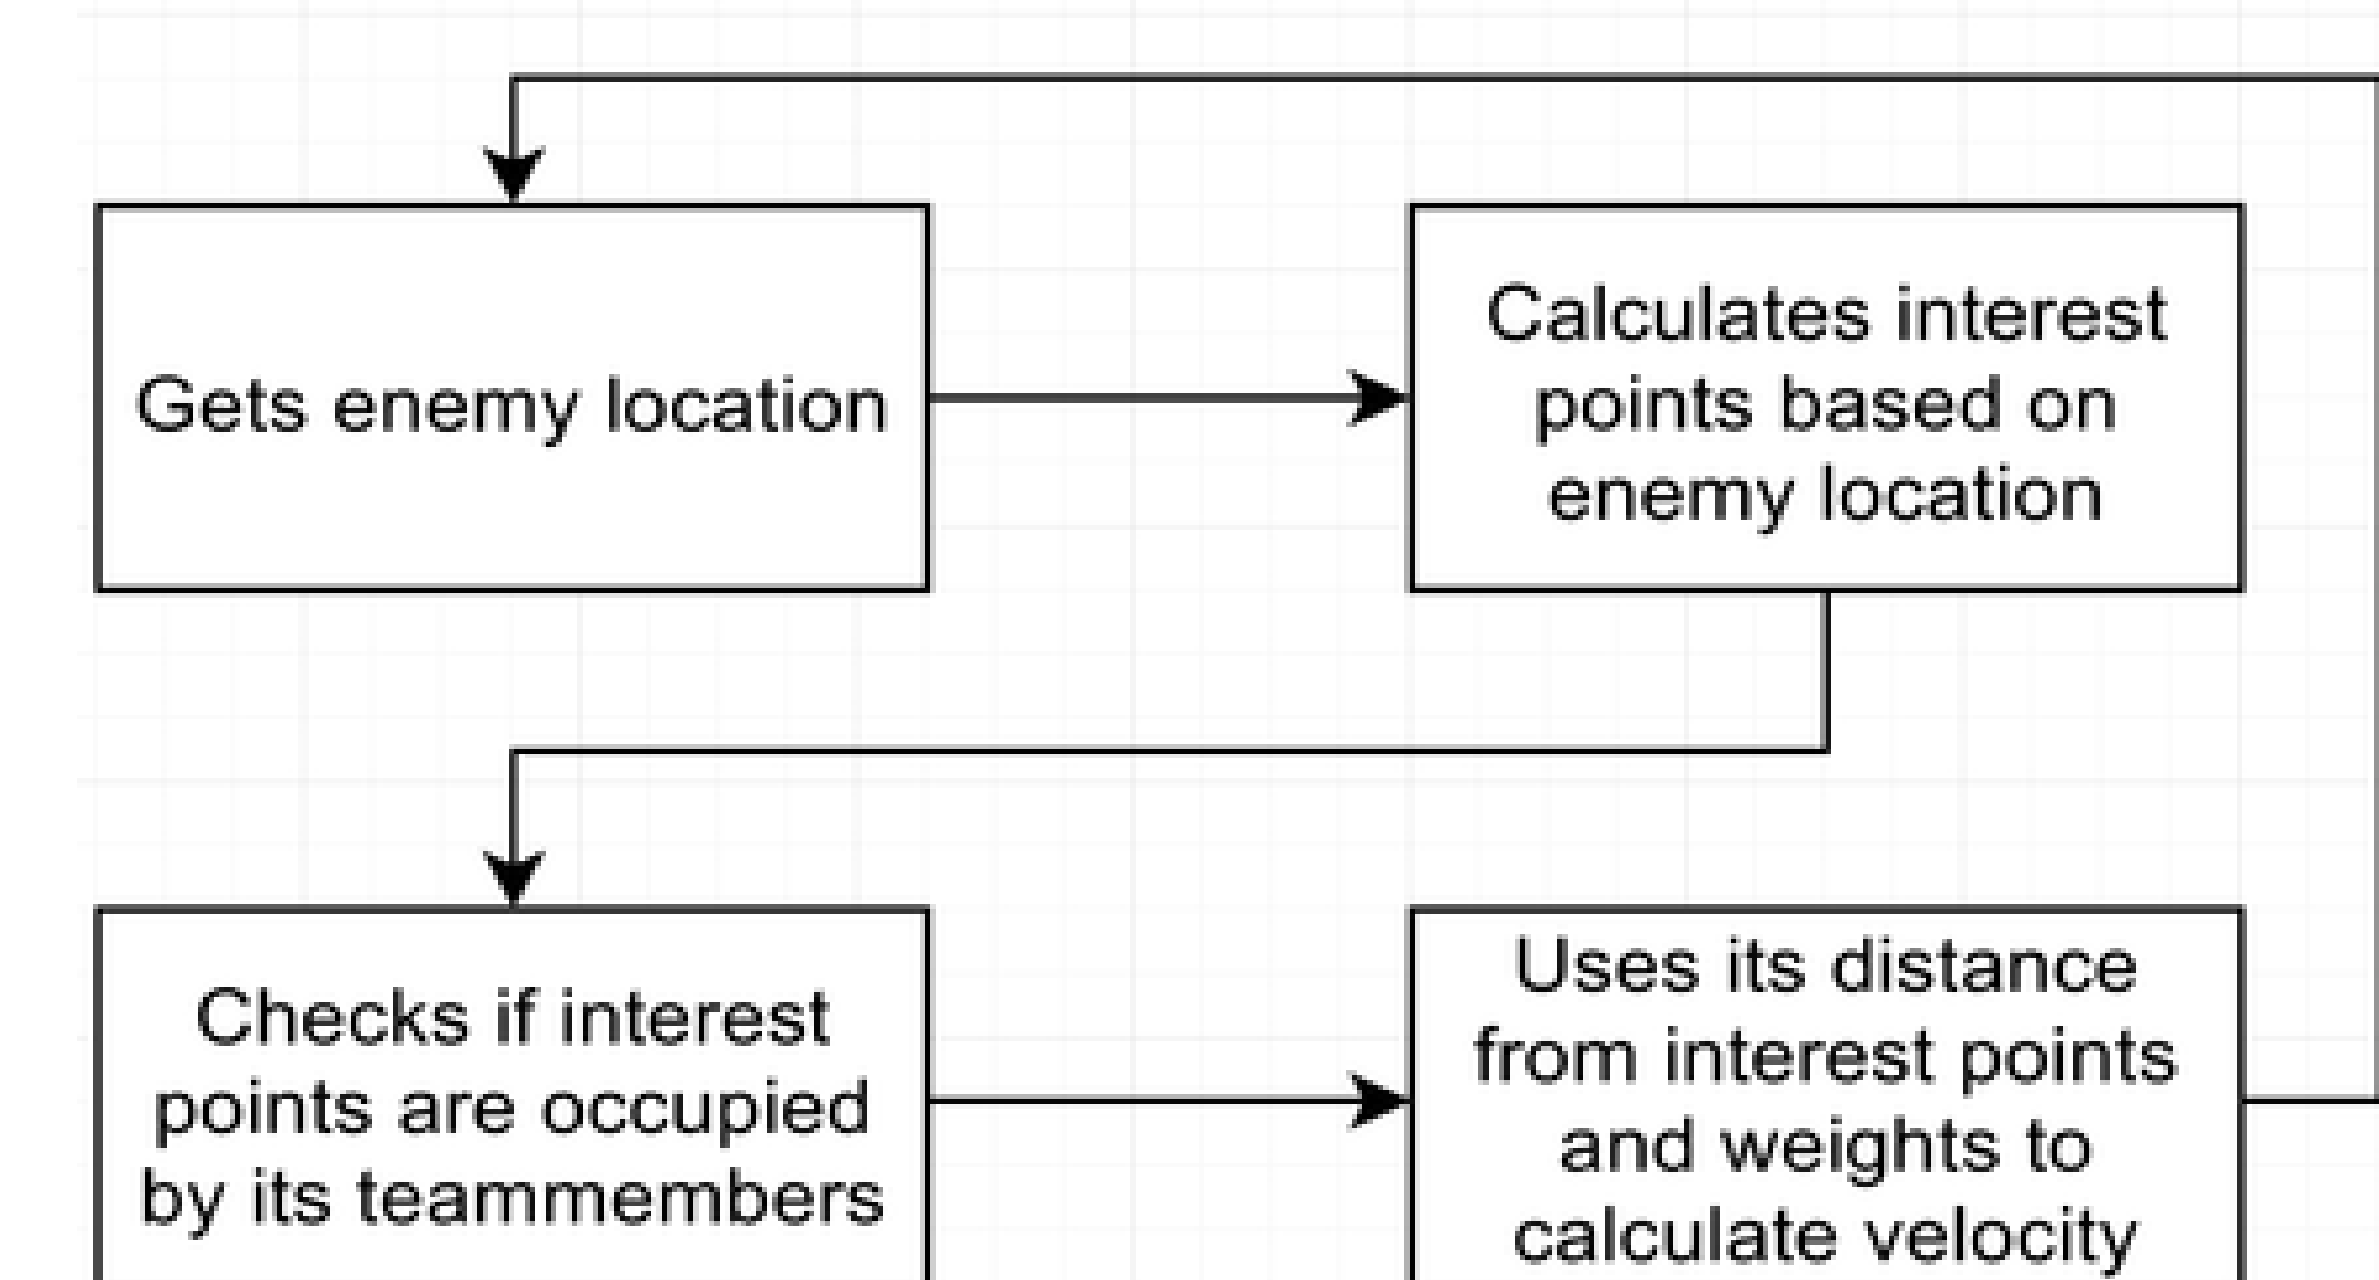 Gets enemy location
Calculates interest
points based on
enemy location
Checks if interest
points are occupied
by its teammembers
Uses its distance
from interest points
and weights to
calculate velocity